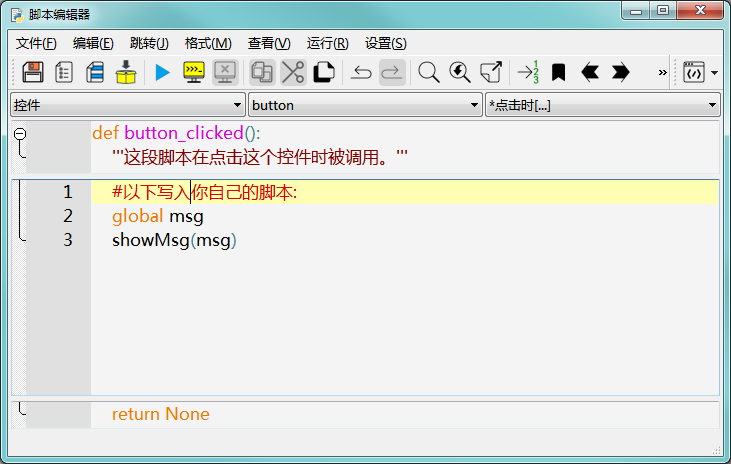 脚本编辑器
文件(F) 编辑(E) 跳转(J) 格式(M) 查看(V) 运行(R) 设置(S)
控件 button *点击时[...]
def button_clicked():
'''这段脚本在点击这个控件时被调用。'''
1 #以下写入你自己的脚本:
2 global msg
3 showMsg(msg)
return None